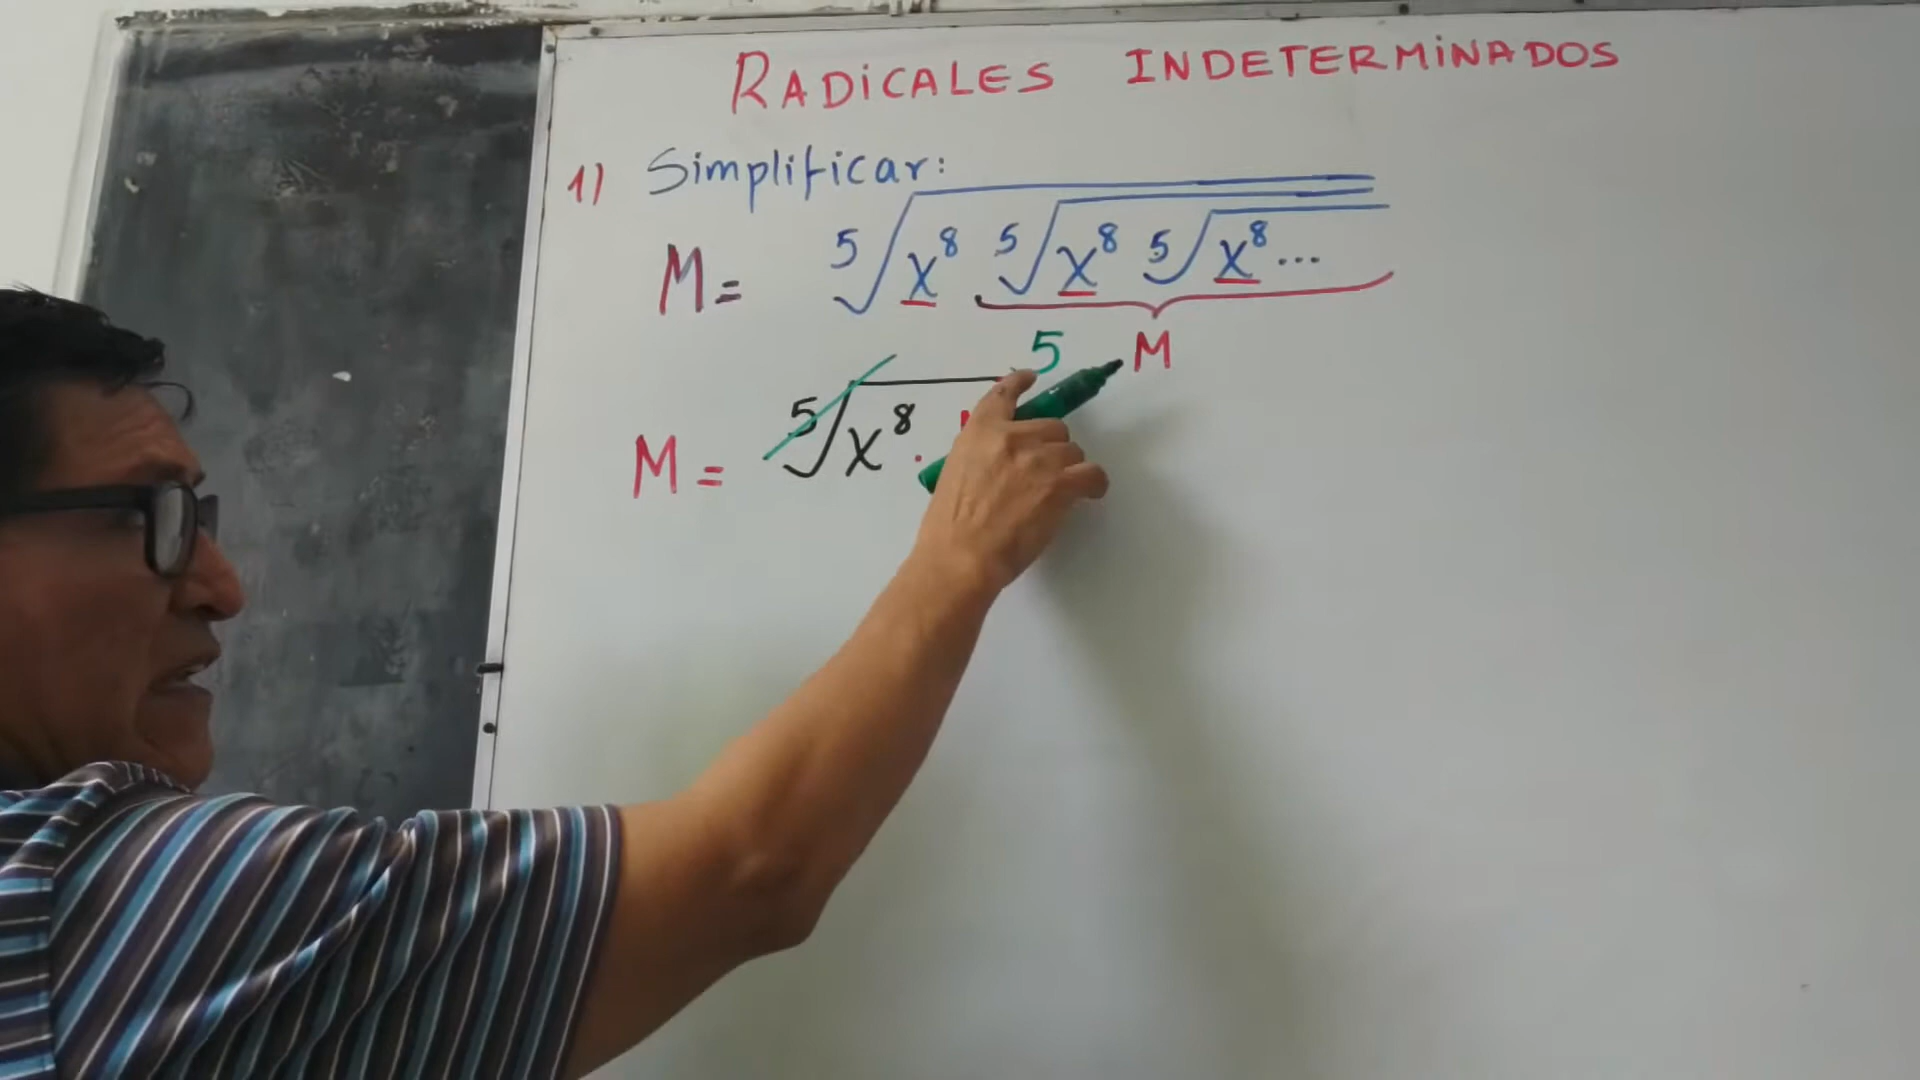 RADICALES INDETERMINADOS
1) Simplificar:
M = ⁵√x⁸ ⁵√x⁸ ⁵√x⁸...
5 M
M = ⁵√x⁸ .